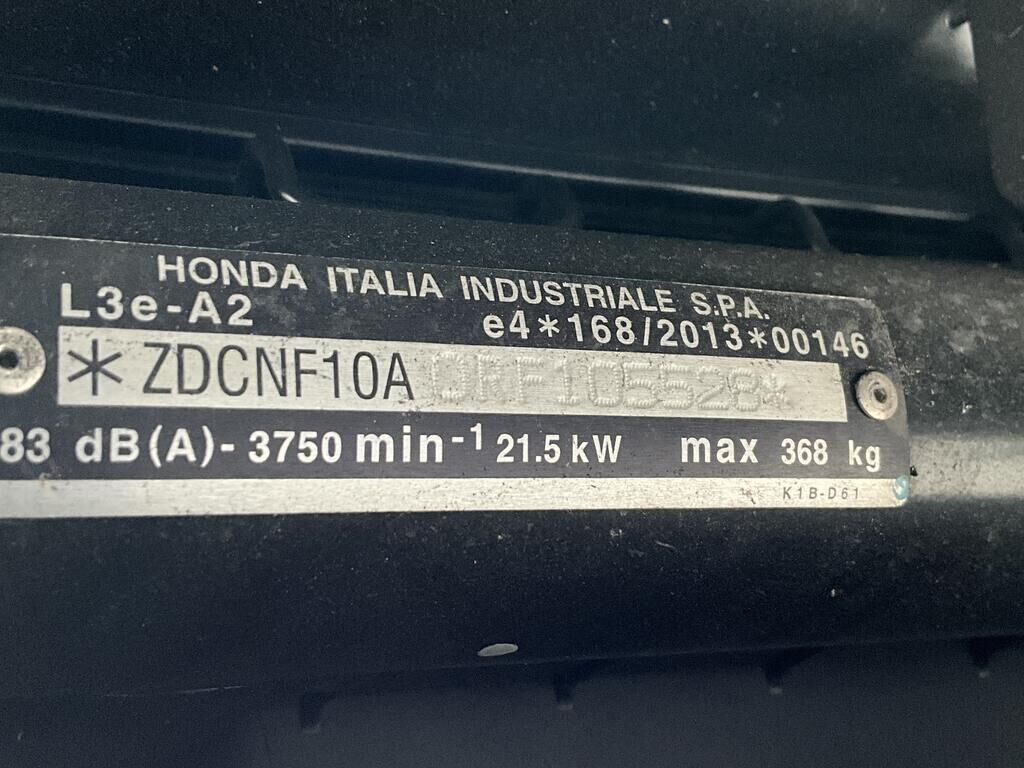 HONDA ITALIA INDUSTRIALE S.P.A.
L3e-A2
e4*168/2013*00146
*ZDCNF10A0RF105528*
83 dB(A)- 3750 min-1 21.5 kW max 368 kg
K1B-D61